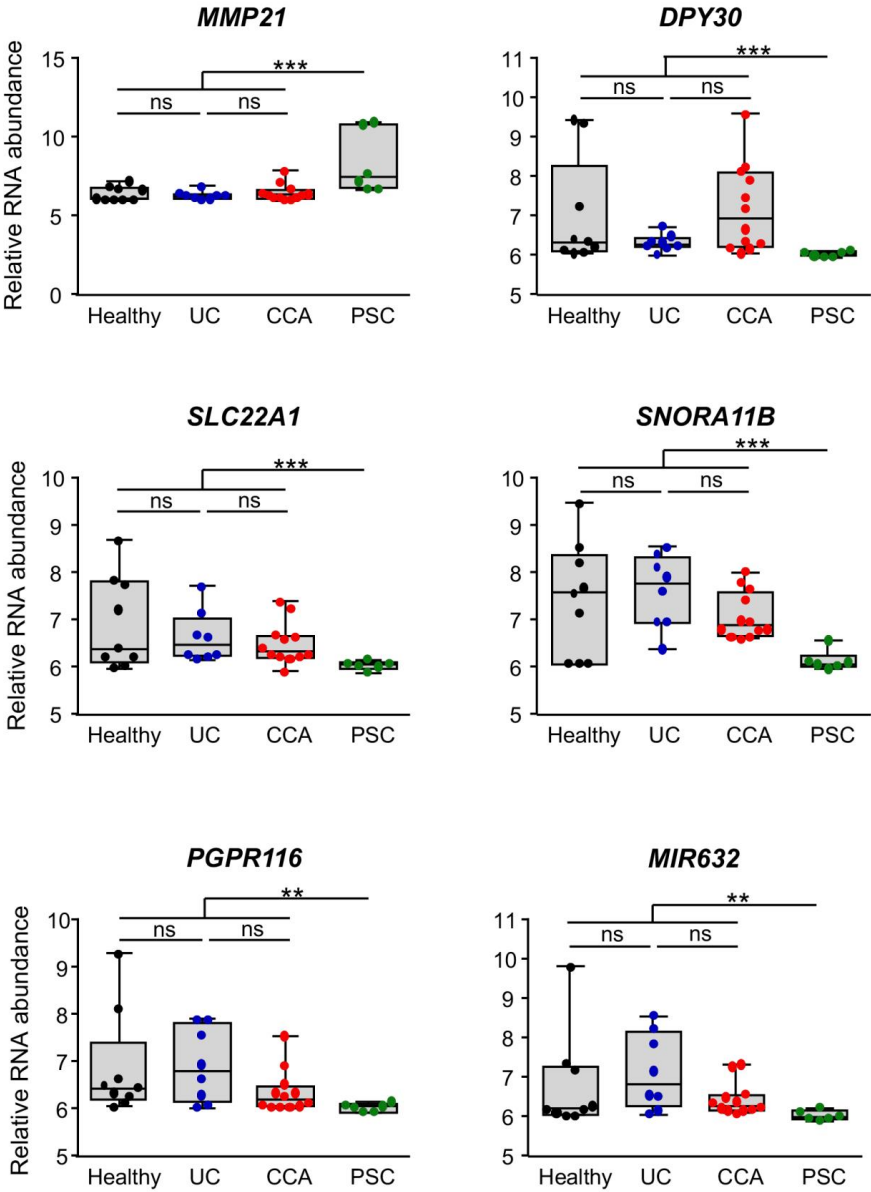 MMP21
Relative RNA abundance
15
10
5
0
***
ns
ns
Healthy
UC
CCA
PSC
DPY30
11
10
9
8
7
6
5
***
ns
ns
Healthy
UC
CCA
PSC
SLC22A1
Relative RNA abundance
10
9
8
7
6
5
***
ns
ns
Healthy
UC
CCA
PSC
SNORA11B
10
9
8
7
6
5
***
ns
ns
Healthy
UC
CCA
PSC
PGPR116
Relative RNA abundance
10
9
8
7
6
5
**
ns
ns
Healthy
UC
CCA
PSC
MIR632
11
10
9
8
7
6
5
**
ns
ns
Healthy
UC
CCA
PSC